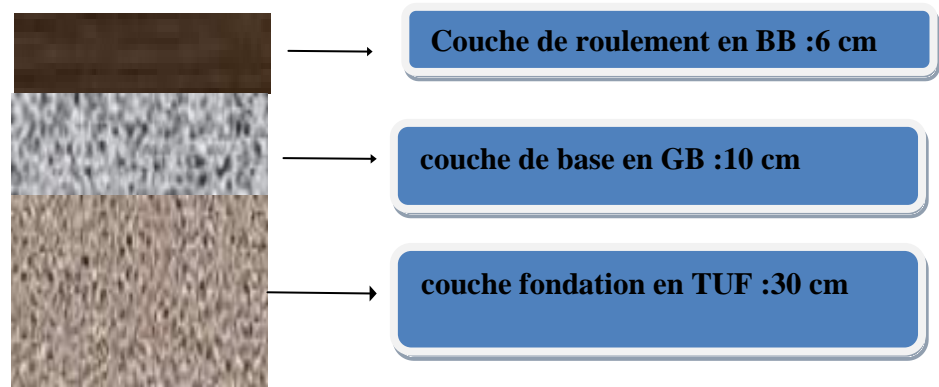 Couche de roulement en BB :6 cm
couche de base en GB :10 cm
couche fondation en TUF :30 cm